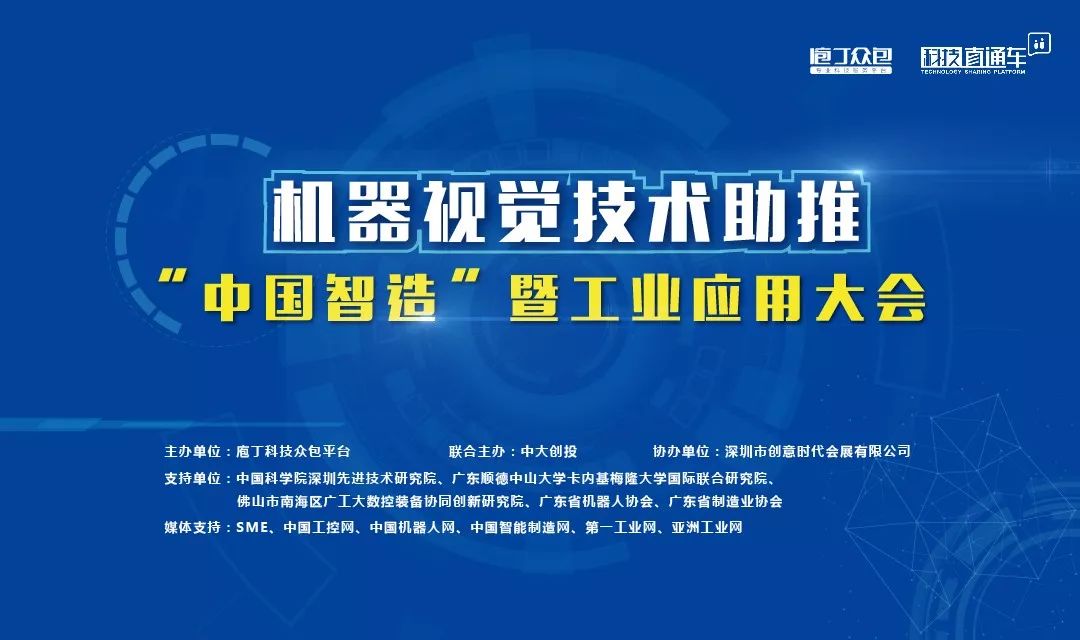 庖丁众包
专业科技服务平台
科技直通车
TECHNOLOGY SHARING PLATFORM
机器视觉技术助推
“中国智造”暨工业应用大会
主办单位：庖丁科技众包平台 联合主办：中大创投 协办单位：深圳市创意时代会展有限公司
支持单位：中国科学院深圳先进技术研究院、广东顺德中山大学卡内基梅隆大学国际联合研究院、
佛山市南海区广工大数控装备协同创新研究院、广东省机器人协会、广东省制造业协会
媒体支持：SME、中国工控网、中国机器人网、中国智能制造网、第一工业网、亚洲工业网